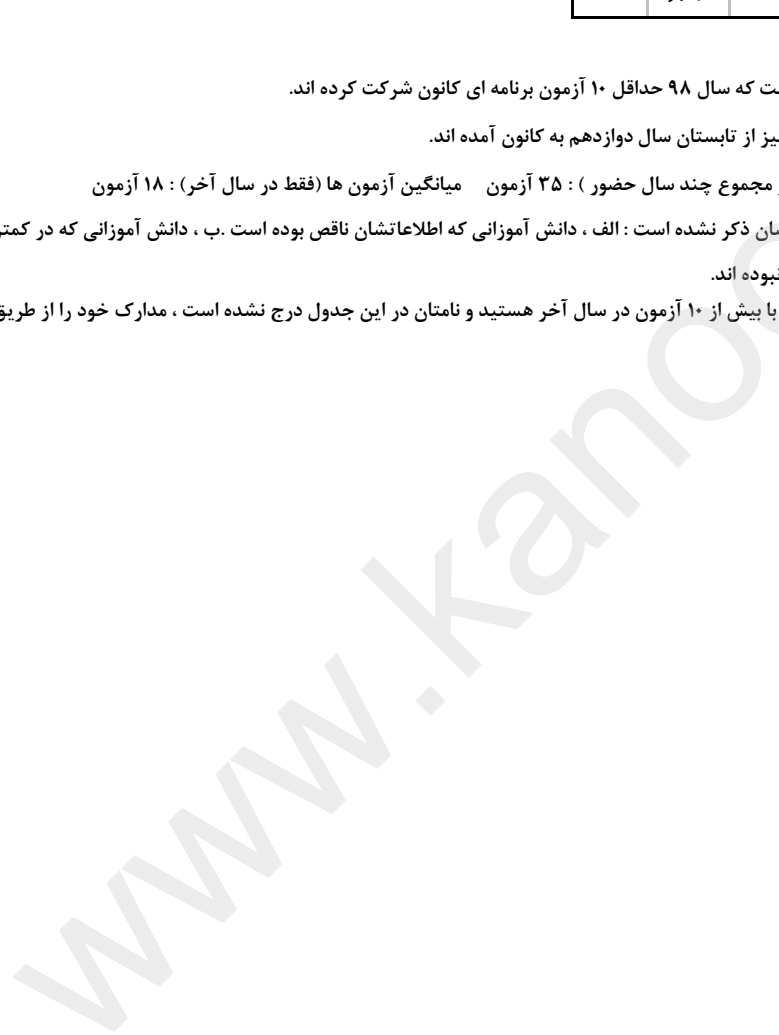 که سال ۹۸ حداقل ۱۰ آزمون برنامه ای کانون شرکت کرده اند.
از تابستان سال دوازدهم به کانون آمده اند.
مجموع چند سال حضور ) : ۳۵ آزمون میانگین آزمون ها (فقط در سال آخر) : ۱۸ آزمون
ذکر نشده است : الف ، دانش آموزانی که اطلاعاتشان ناقص بوده است .ب ، دانش آموزانی که در
نبوده اند.
با بیش از ۱۰ آزمون در سال آخر هستید و نامتان در این جدول درج نشده است ، مدارک خود را از طریق
www.kano